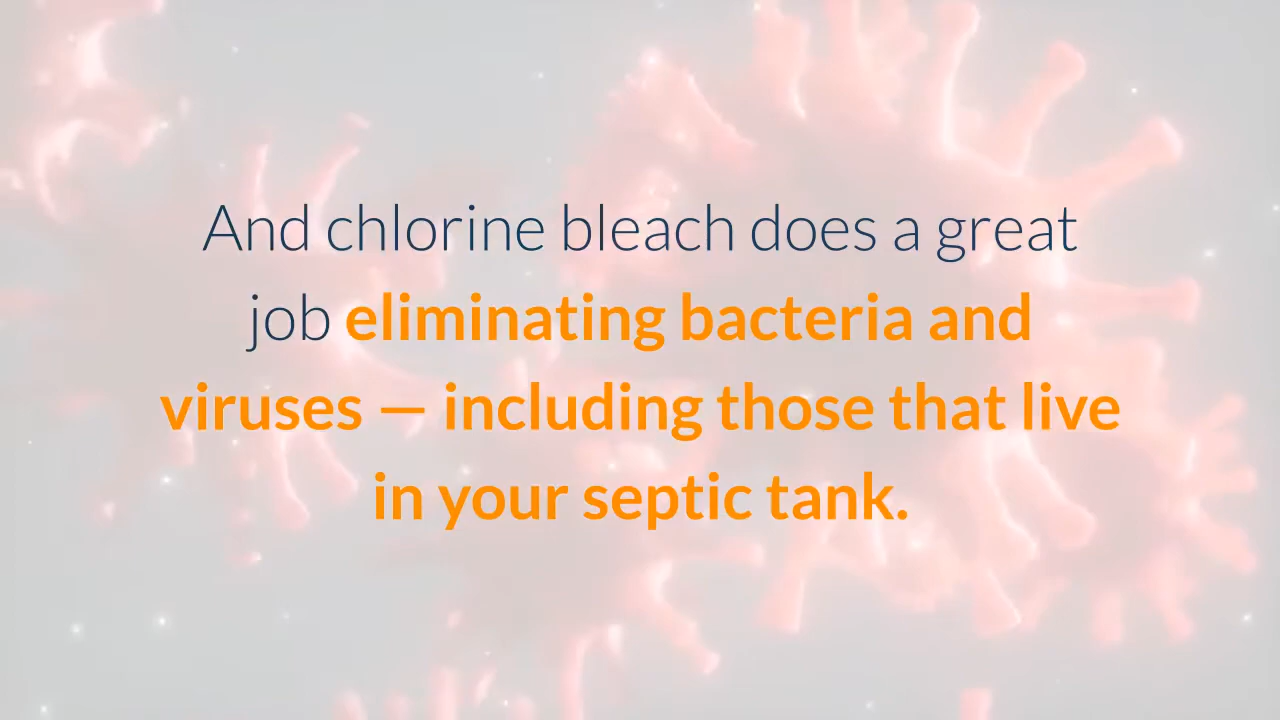 And chlorine bleach does a great
job eliminating bacteria and
viruses — including those that live
in your septic tank.